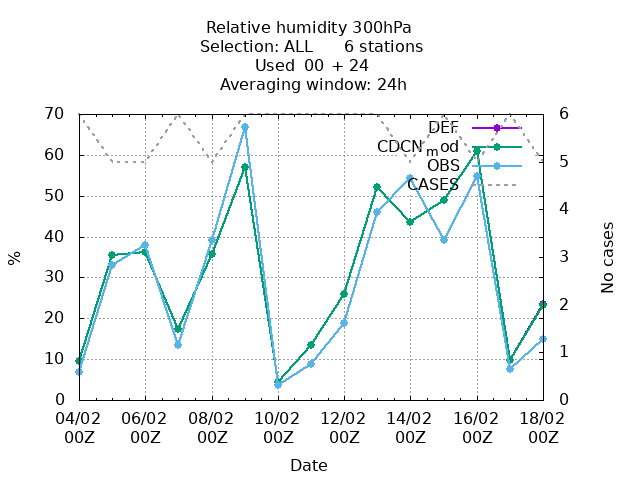 Relative humidity 300hPa
Selection: ALL      6 stations
Used  00 + 24
Averaging window: 24h
70 6
DEF
CDCN_mod
60 5
OBS
CASES
50 4
40
30 3
20 2
10 1
0 0
%
No cases
04/02 06/02 08/02 10/02 12/02 14/02 16/02 18/02
00Z 00Z 00Z 00Z 00Z 00Z 00Z 00Z
Date